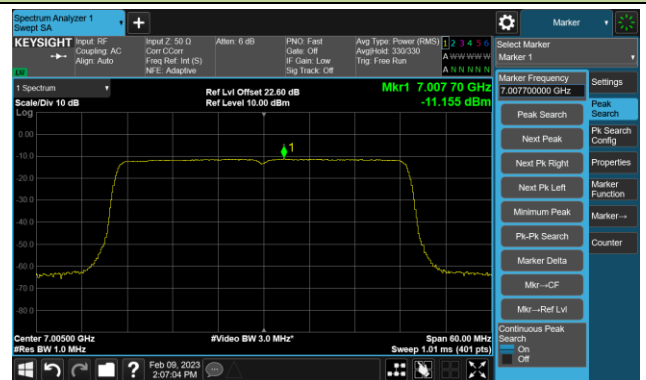 Spectrum Analyzer 1
Swept SA
Marker
KEYSIGHT
Input: RF
Coupling: AC
Align: Auto
Input Z: 50 Ω
Corr CCorr
Freq Ref: Int (S)
NFE: Adaptive
Atten: 6 dB
PNO: Fast
Gate: Off
IF Gain: Low
Sig Track: Off
Avg Type: Power (RMS)
Avg|Hold: 330/330
Trig: Free Run
1 2 3 4 5 6
A W W W W W
A N N N N N
LVI
Select Marker
Marker 1
1 Spectrum
Scale/Div 10 dB
Log
Ref Lvl Offset 22.60 dB
Ref Level 10.00 dBm
Mkr1 7.007 70 GHz
-11.155 dBm
1
0.00
-10.0
-20.0
-30.0
-40.0
-50.0
-60.0
-70.0
-80.0
Center 7.00500 GHz
#Res BW 1.0 MHz
#Video BW 3.0 MHz*
Span 60.00 MHz
Sweep 1.01 ms (401 pts)
Marker Frequency
7.007700000 GHz
Peak Search
Next Peak
Next Pk Right
Next Pk Left
Minimum Peak
Pk-Pk Search
Marker Delta
Mkr→CF
Mkr→Ref Lvl
Continuous Peak
Search
On
Off
Settings
Peak
Search
Pk Search
Config
Properties
Marker
Function
Marker→
Counter
Feb 09, 2023
2:07:04 PM